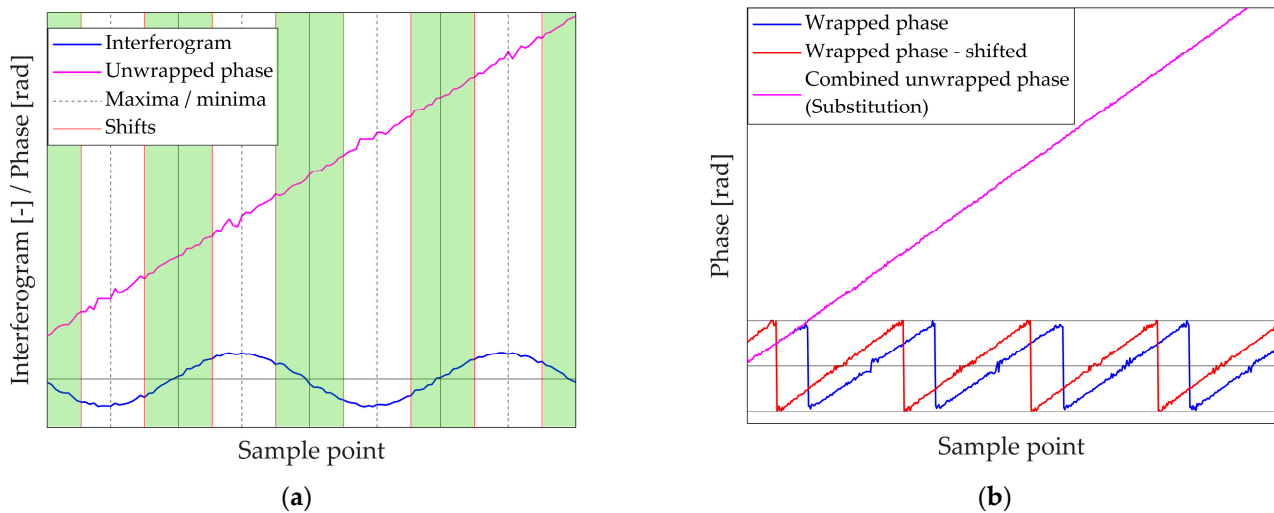 Interferogram [-] / Phase [rad]
Interferogram
Unwrapped phase
Maxima / minima
Shifts
Sample point
(a)
Phase [rad]
Wrapped phase
Wrapped phase - shifted
Combined unwrapped phase
(Substitution)
Sample point
(b)